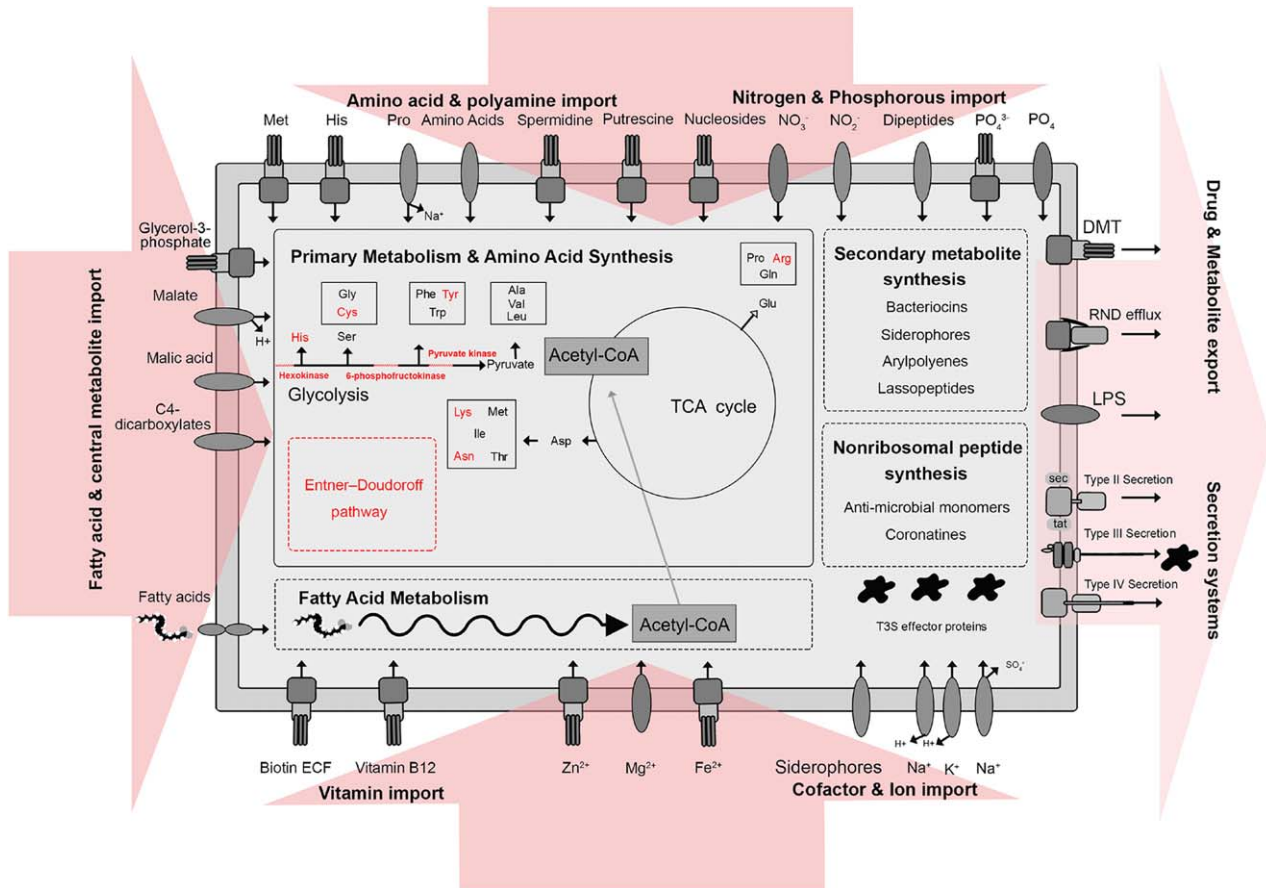 Amino acid & polyamine import
Nitrogen & Phosphorous import
Met His Pro Amino Acids Spermidine Putrescine Nucleosides NO₃⁻ NO₂⁻ Dipeptides PO₄³⁻ PO₄
Na⁺
Fatty acid & central metabolite import
Glycerol-3-
phosphate
Malate
H+
Malic acid
C4-
dicarboxylates
Fatty acids
Primary Metabolism & Amino Acid Synthesis
Gly
Cys
Ser
His
Phe Tyr
Trp
Ala
Val
Leu
Pro Arg
Gln
Glu
Hexokinase
6-phosphofructokinase
Pyruvate kinase
Pyruvate
Glycolysis
Acetyl-CoA
TCA cycle
Lys Met
Ile
Asn Thr
Asp
Entner–Doudoroff
pathway
Fatty Acid Metabolism
Acetyl-CoA
Secondary metabolite
synthesis
Bacteriocins
Siderophores
Arylpolyenes
Lassopeptides
Nonribosomal peptide
synthesis
Anti-microbial monomers
Coronatines
T3S effector proteins
DMT
RND efflux
LPS
sec
Type II Secretion
tat
Type III Secretion
Type IV Secretion
Drug & Metabolite export
Secretion systems
SO₄⁻
H+ H+
Biotin ECF Vitamin B12 Zn²⁺ Mg²⁺ Fe²⁺ Siderophores Na⁺ K⁺ Na⁺
Vitamin import
Cofactor & Ion import